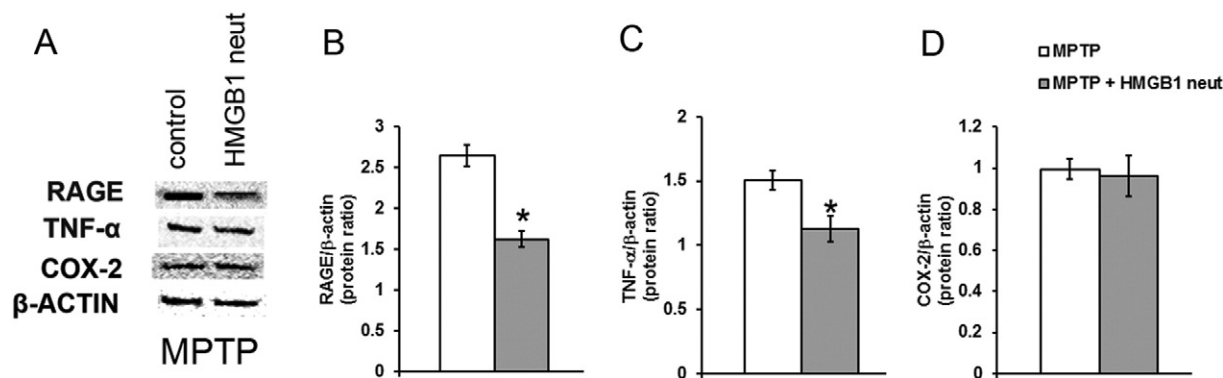 A
control
HMGB1 neut
RAGE
TNF-α
COX-2
β-ACTIN
MPTP
B
RAGE/β-actin
(protein ratio)
3
2.5
2
1.5
1
0.5
0
*
C
TNF-α/β-actin
(protein ratio)
2
1.5
1
0.5
0
*
D
MPTP
MPTP + HMGB1 neut
COX-2/β-actin
(protein ratio)
1.2
1
0.8
0.6
0.4
0.2
0